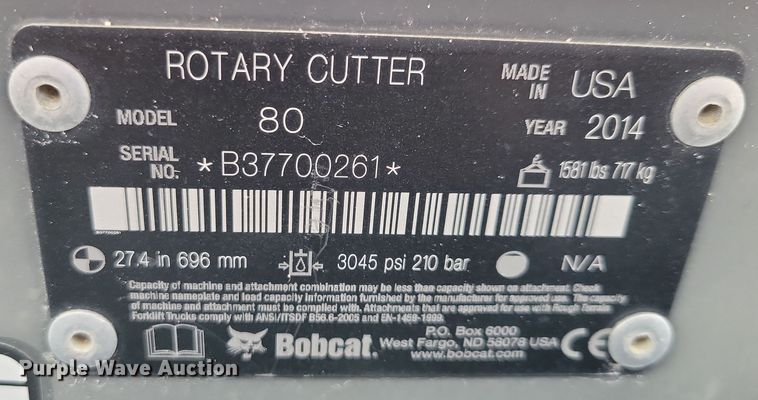 ROTARY CUTTER MADE IN USA
MODEL 80 YEAR 2014
SERIAL NO. *B37700261* 1581 lbs 717 kg
B37700261
27.4 in 696 mm 3045 psi 210 bar N/A
Capacity of machine and attachment combination may be less than capacity shown on attachment. Check
machine nameplate and load capacity information furnished by the manufacturer for approved use. The capacity
of machine and attachment must be complied with. Attachments that are approved for use with Rough Terrain
Forklift Trucks comply with ANSI/ITSDF B56.6-2005 and EN-1459-1999.
Bobcat. P.O. Box 6000
West Fargo, ND 58078 USA
www.bobcat.com
CE
Purple Wave Auction